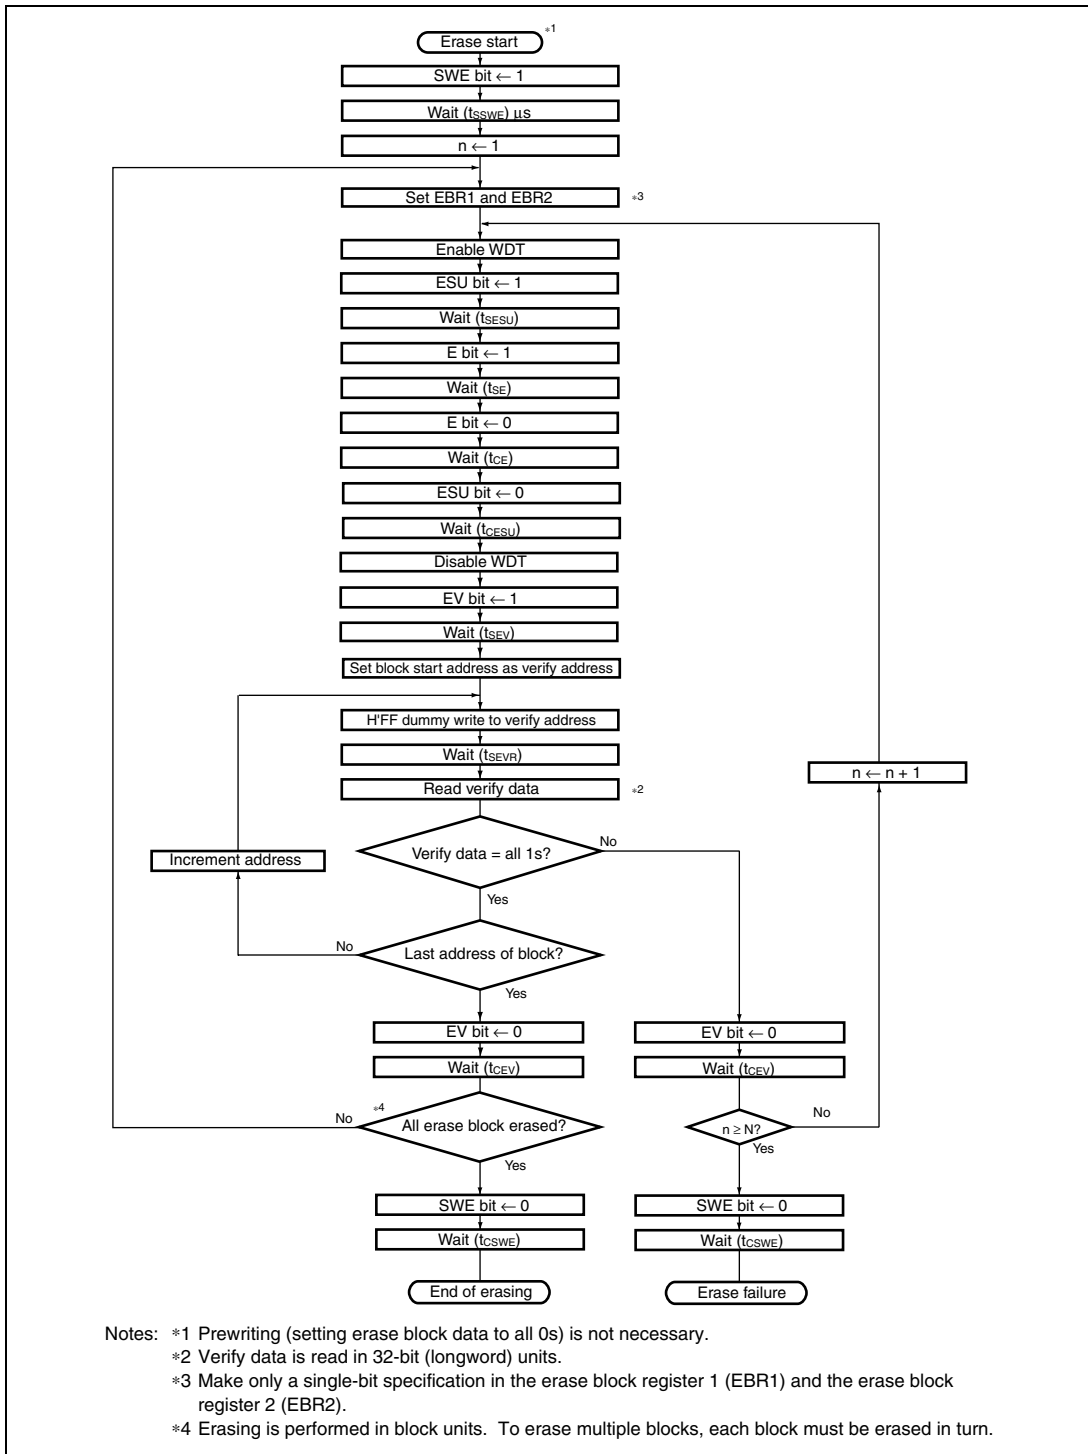 Erase start *1
SWE bit ← 1
Wait (tSSWE) μs
n ← 1
Set EBR1 and EBR2 *3
Enable WDT
ESU bit ← 1
Wait (tSESU)
E bit ← 1
Wait (tSE)
E bit ← 0
Wait (tCE)
ESU bit ← 0
Wait (tCESU)
Disable WDT
EV bit ← 1
Wait (tSEV)
Set block start address as verify address
H'FF dummy write to verify address
Wait (tSEVR)
n ← n + 1
Read verify data *2
Verify data = all 1s?
No
Increment address
Yes
Last address of block?
No
Yes
EV bit ← 0
EV bit ← 0
Wait (tCEV)
Wait (tCEV)
*4
No
All erase block erased?
n ≥ N?
No
Yes
Yes
SWE bit ← 0
SWE bit ← 0
Wait (tCSWE)
Wait (tCSWE)
End of erasing
Erase failure
Notes: *1 Prewriting (setting erase block data to all 0s) is not necessary.
*2 Verify data is read in 32-bit (longword) units.
*3 Make only a single-bit specification in the erase block register 1 (EBR1) and the erase block
register 2 (EBR2).
*4 Erasing is performed in block units. To erase multiple blocks, each block must be erased in turn.